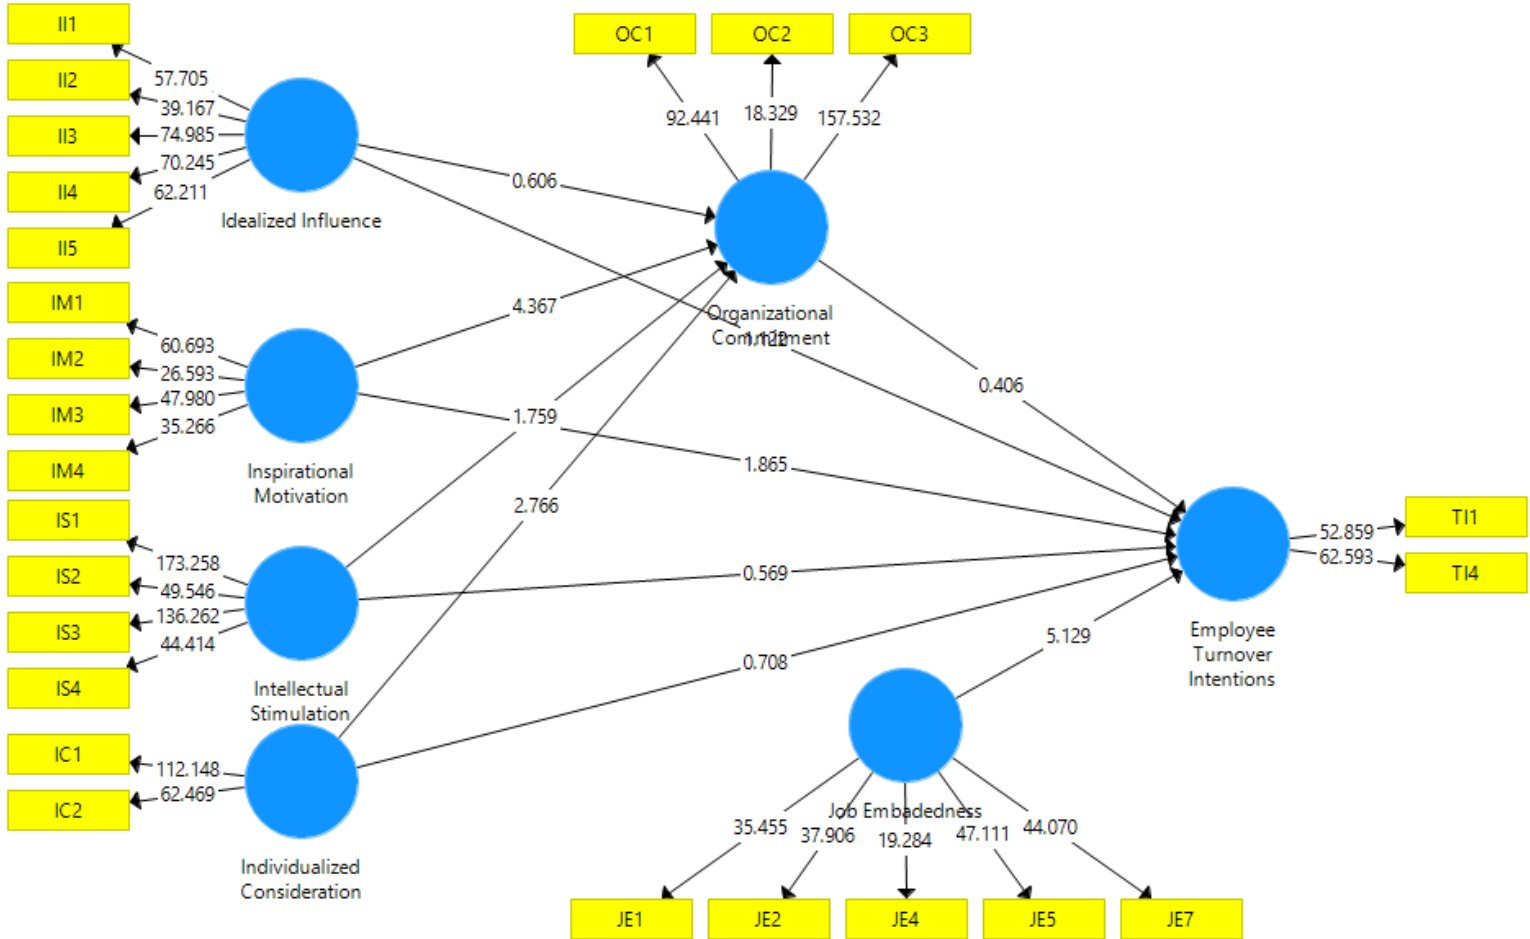 II1
II2
II3
II4
II5
57.705
39.167
74.985
70.245
62.211
Idealized Influence
IM1
IM2
IM3
IM4
60.693
26.593
47.980
35.266
Inspirational
Motivation
IS1
IS2
IS3
IS4
173.258
49.546
136.262
44.414
Intellectual
Stimulation
IC1
IC2
112.148
62.469
Individualized
Consideration
OC1
OC2
OC3
92.441
18.329
157.532
Organizational
Commitment
0.606
4.367
1.759
2.766
1.122
1.865
0.569
0.708
0.406
5.129
Employee
Turnover
Intentions
52.859
62.593
TI1
TI4
Job Embadedness
35.455
37.906
19.284
47.111
44.070
JE1
JE2
JE4
JE5
JE7